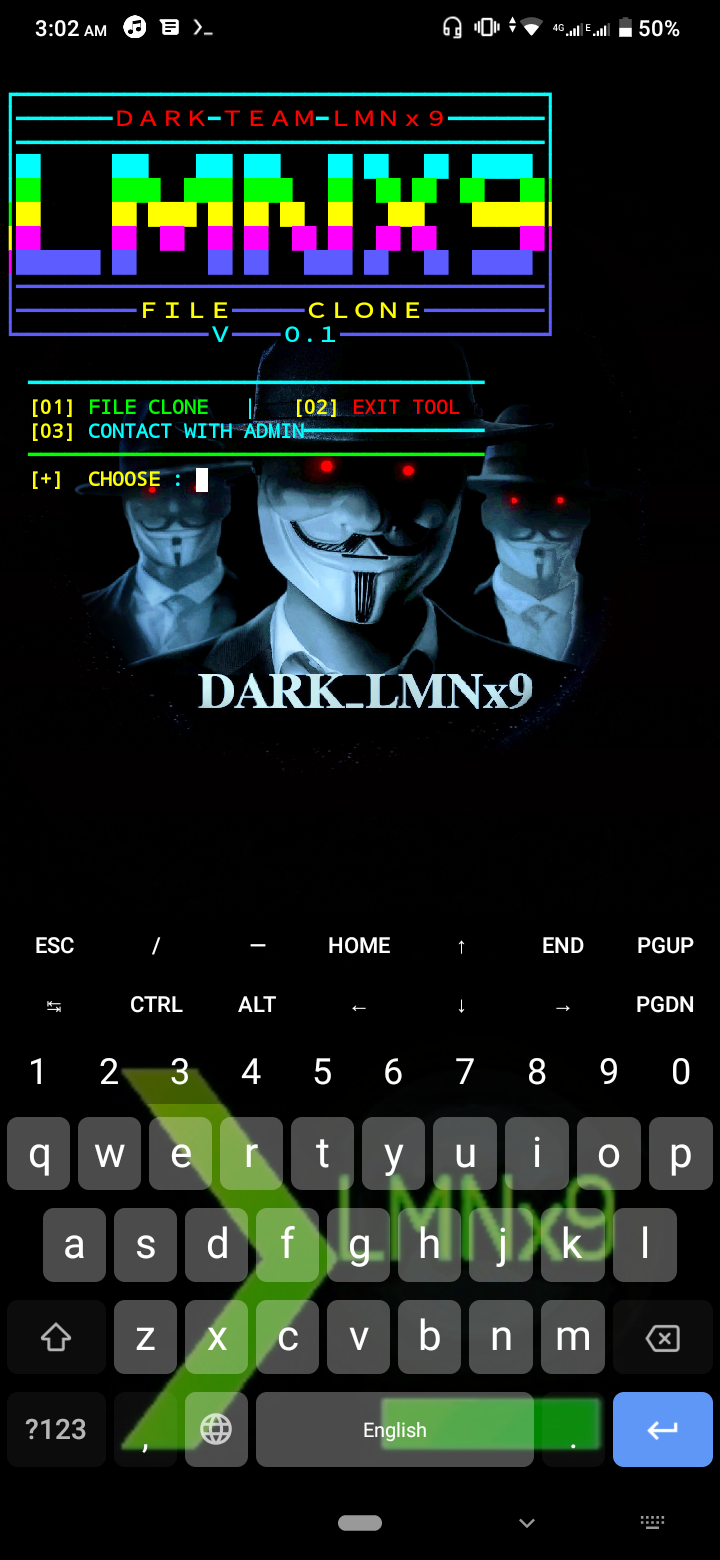 3:02 AM 4G E 50%
DARK-TEAM-LMNx9
LMNX9
FILE CLONE
V 0.1
[01] FILE CLONE | [02] EXIT TOOL
[03] CONTACT WITH ADMIN
[+] CHOOSE :
DARK_LMNx9
ESC / — HOME ↑ END PGUP
↹ CTRL ALT ← ↓ → PGDN
1 2 3 4 5 6 7 8 9 0
q w e r t y u i o p
LMNx9
a s d f g h j k l
z x c v b n m
?123 , English .